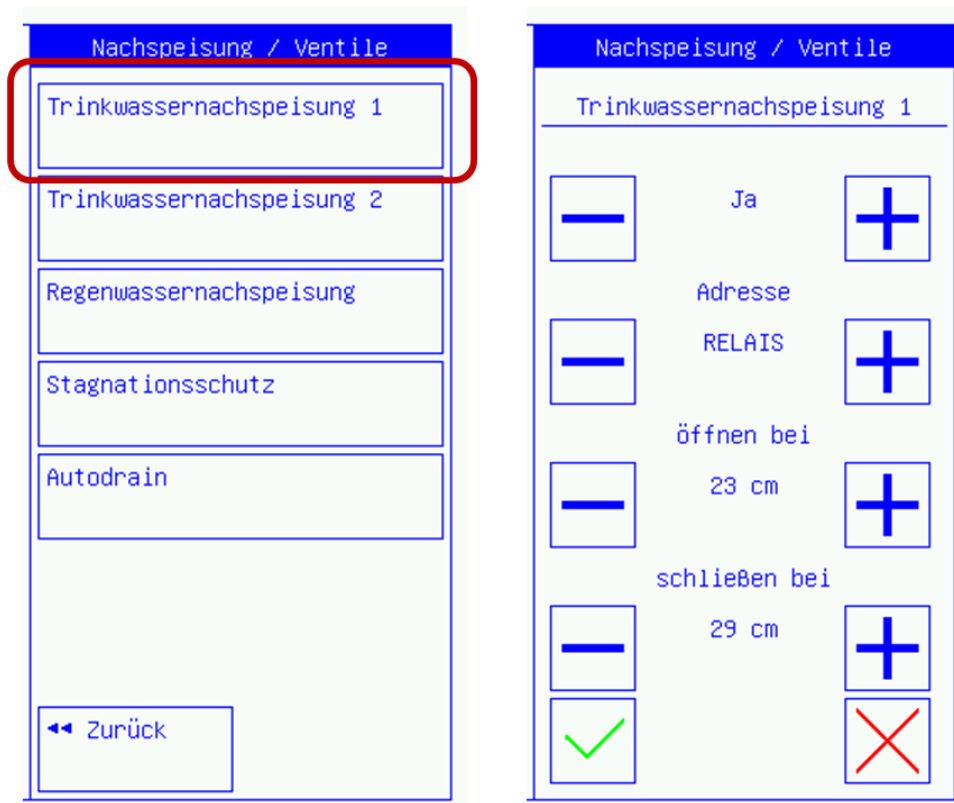 Nachspeisung / Ventile
Trinkwassernachspeisung 1
Trinkwassernachspeisung 2
Regenwassernachspeisung
Stagnationsschutz
Autodrain
◄◄ Zurück
Nachspeisung / Ventile
Trinkwassernachspeisung 1
Ja
Adresse
RELAIS
öffnen bei
23 cm
schließen bei
29 cm